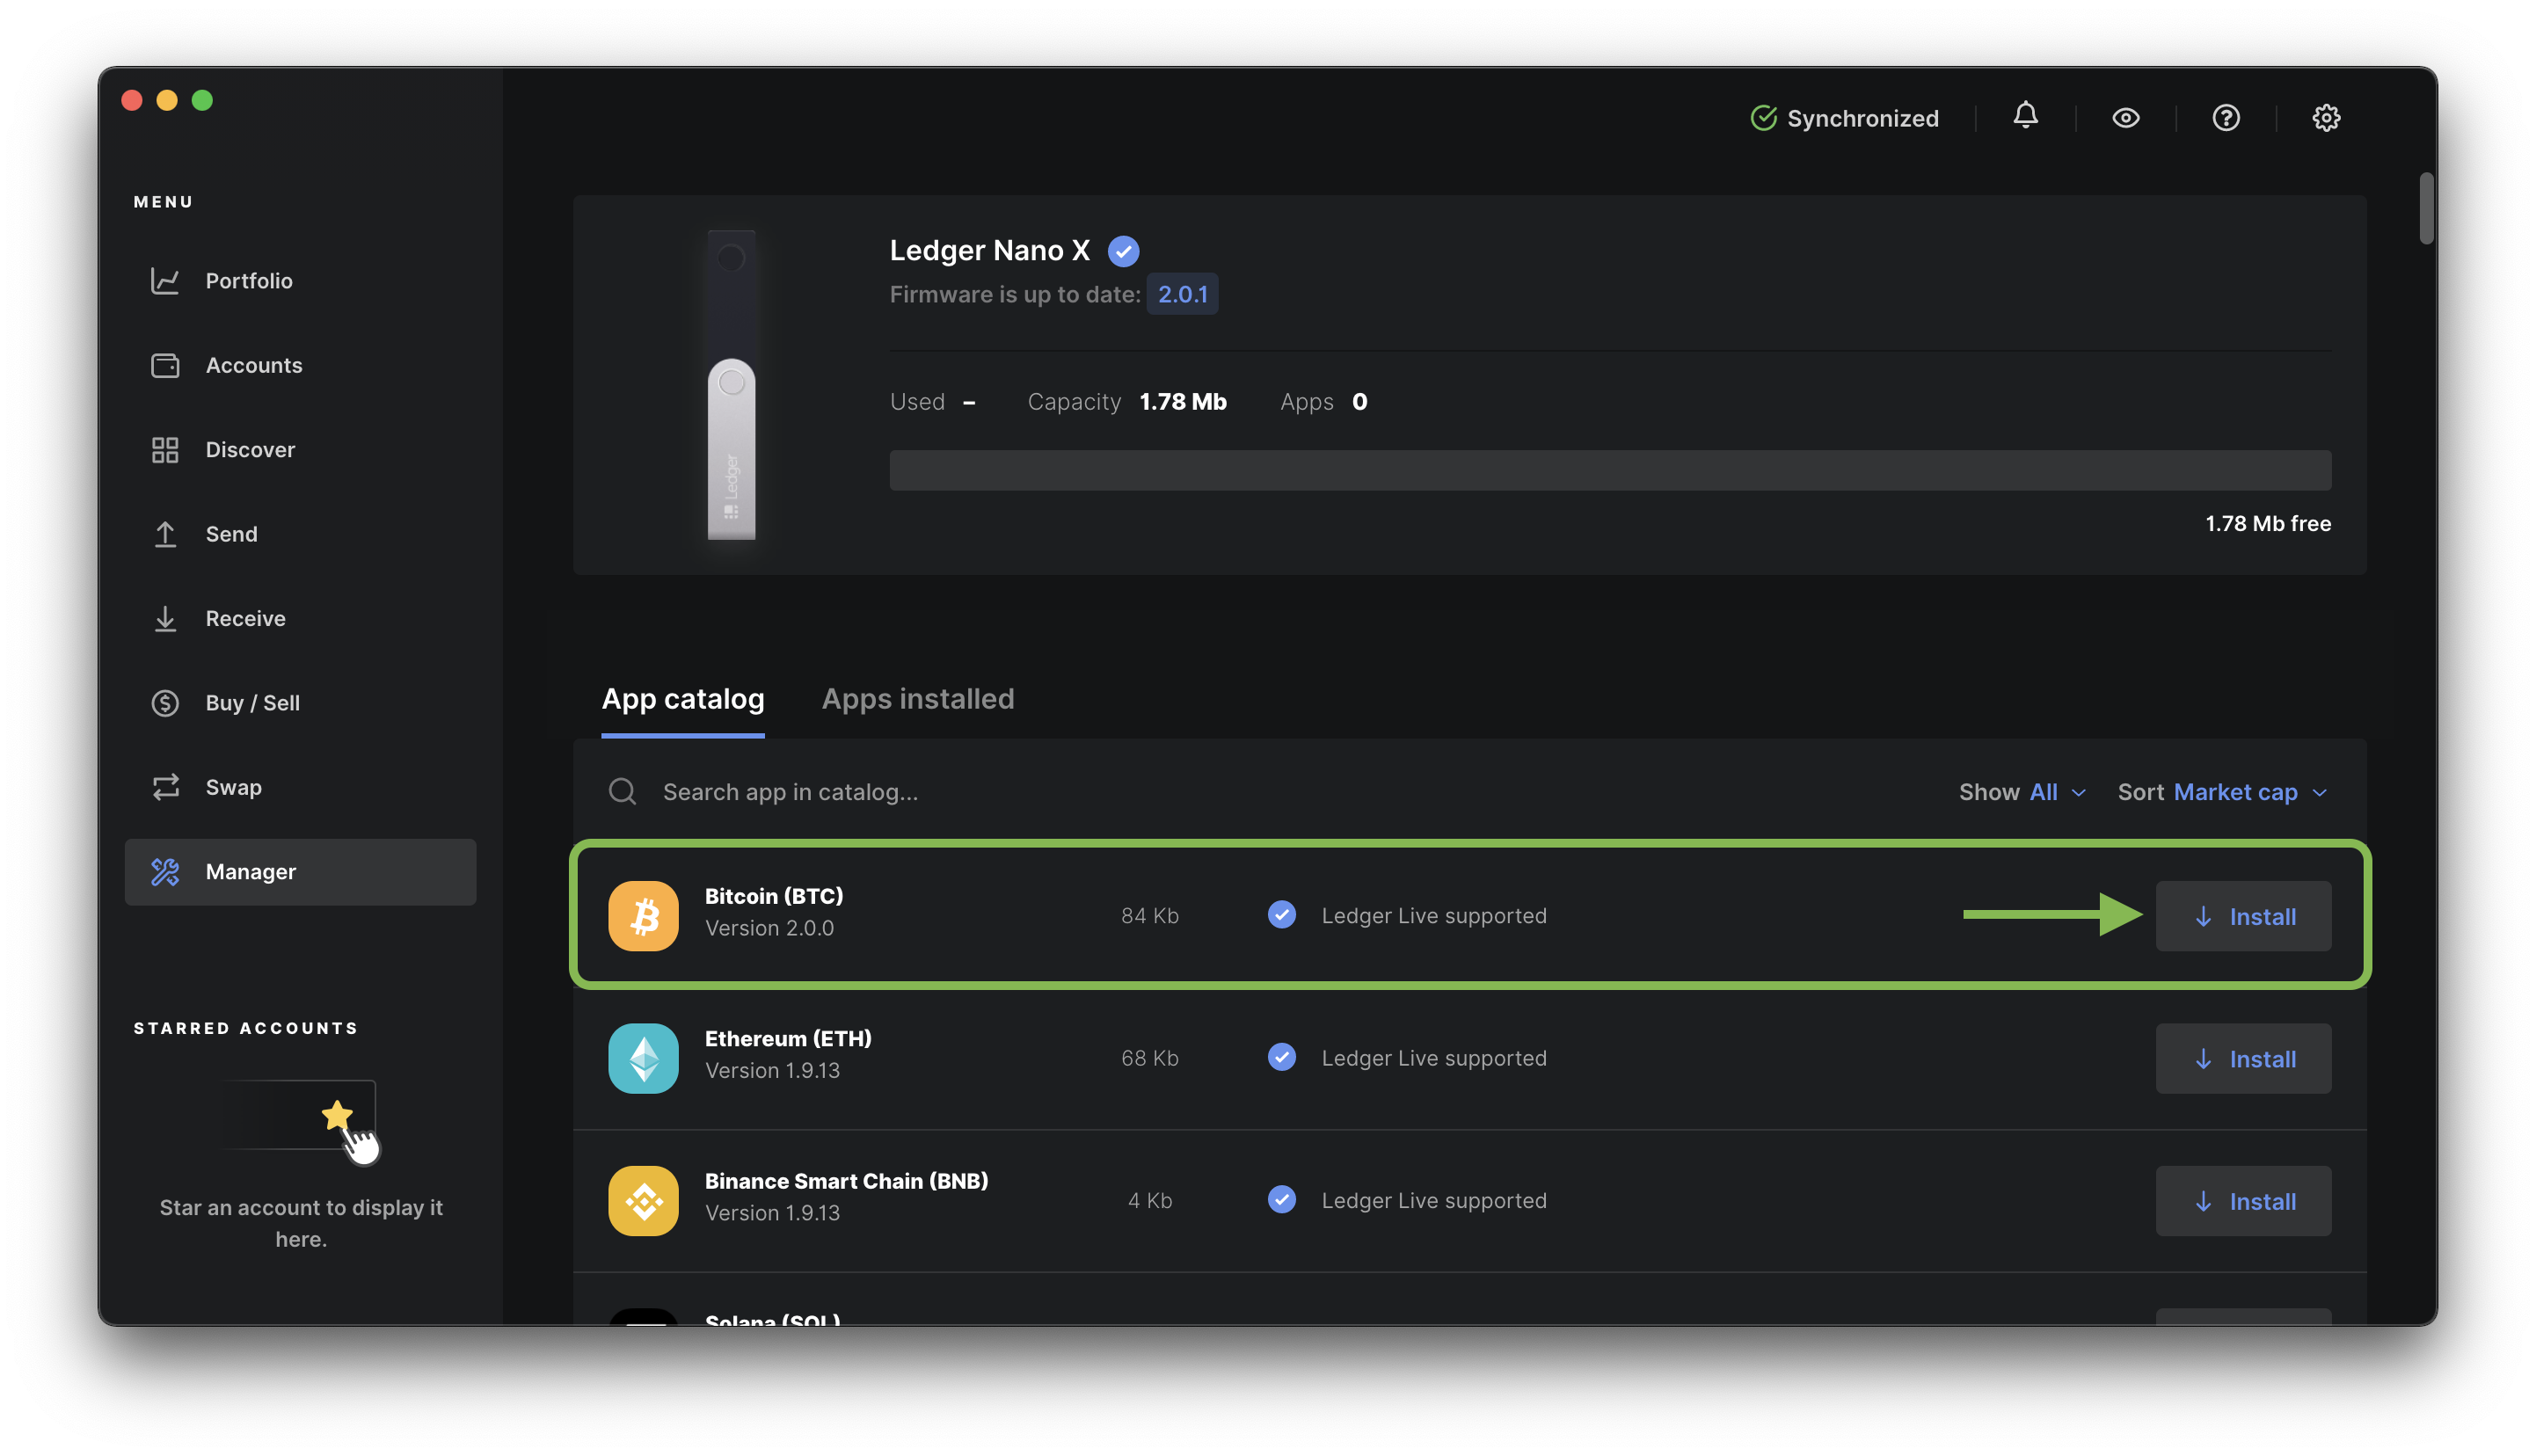 Synchronized
MENU
Portfolio
Accounts
Discover
Send
Receive
Buy / Sell
Swap
Manager
STARRED ACCOUNTS
Star an account to display it
here.
Ledger Nano X
Firmware is up to date: 2.0.1
Used – Capacity 1.78 Mb Apps 0
1.78 Mb free
Ledger
App catalog Apps installed
Search app in catalog... Show All Sort Market cap
Bitcoin (BTC)
Version 2.0.0
84 Kb Ledger Live supported Install
Ethereum (ETH)
Version 1.9.13
68 Kb Ledger Live supported Install
Binance Smart Chain (BNB)
Version 1.9.13
4 Kb Ledger Live supported Install
Solana (SOL)